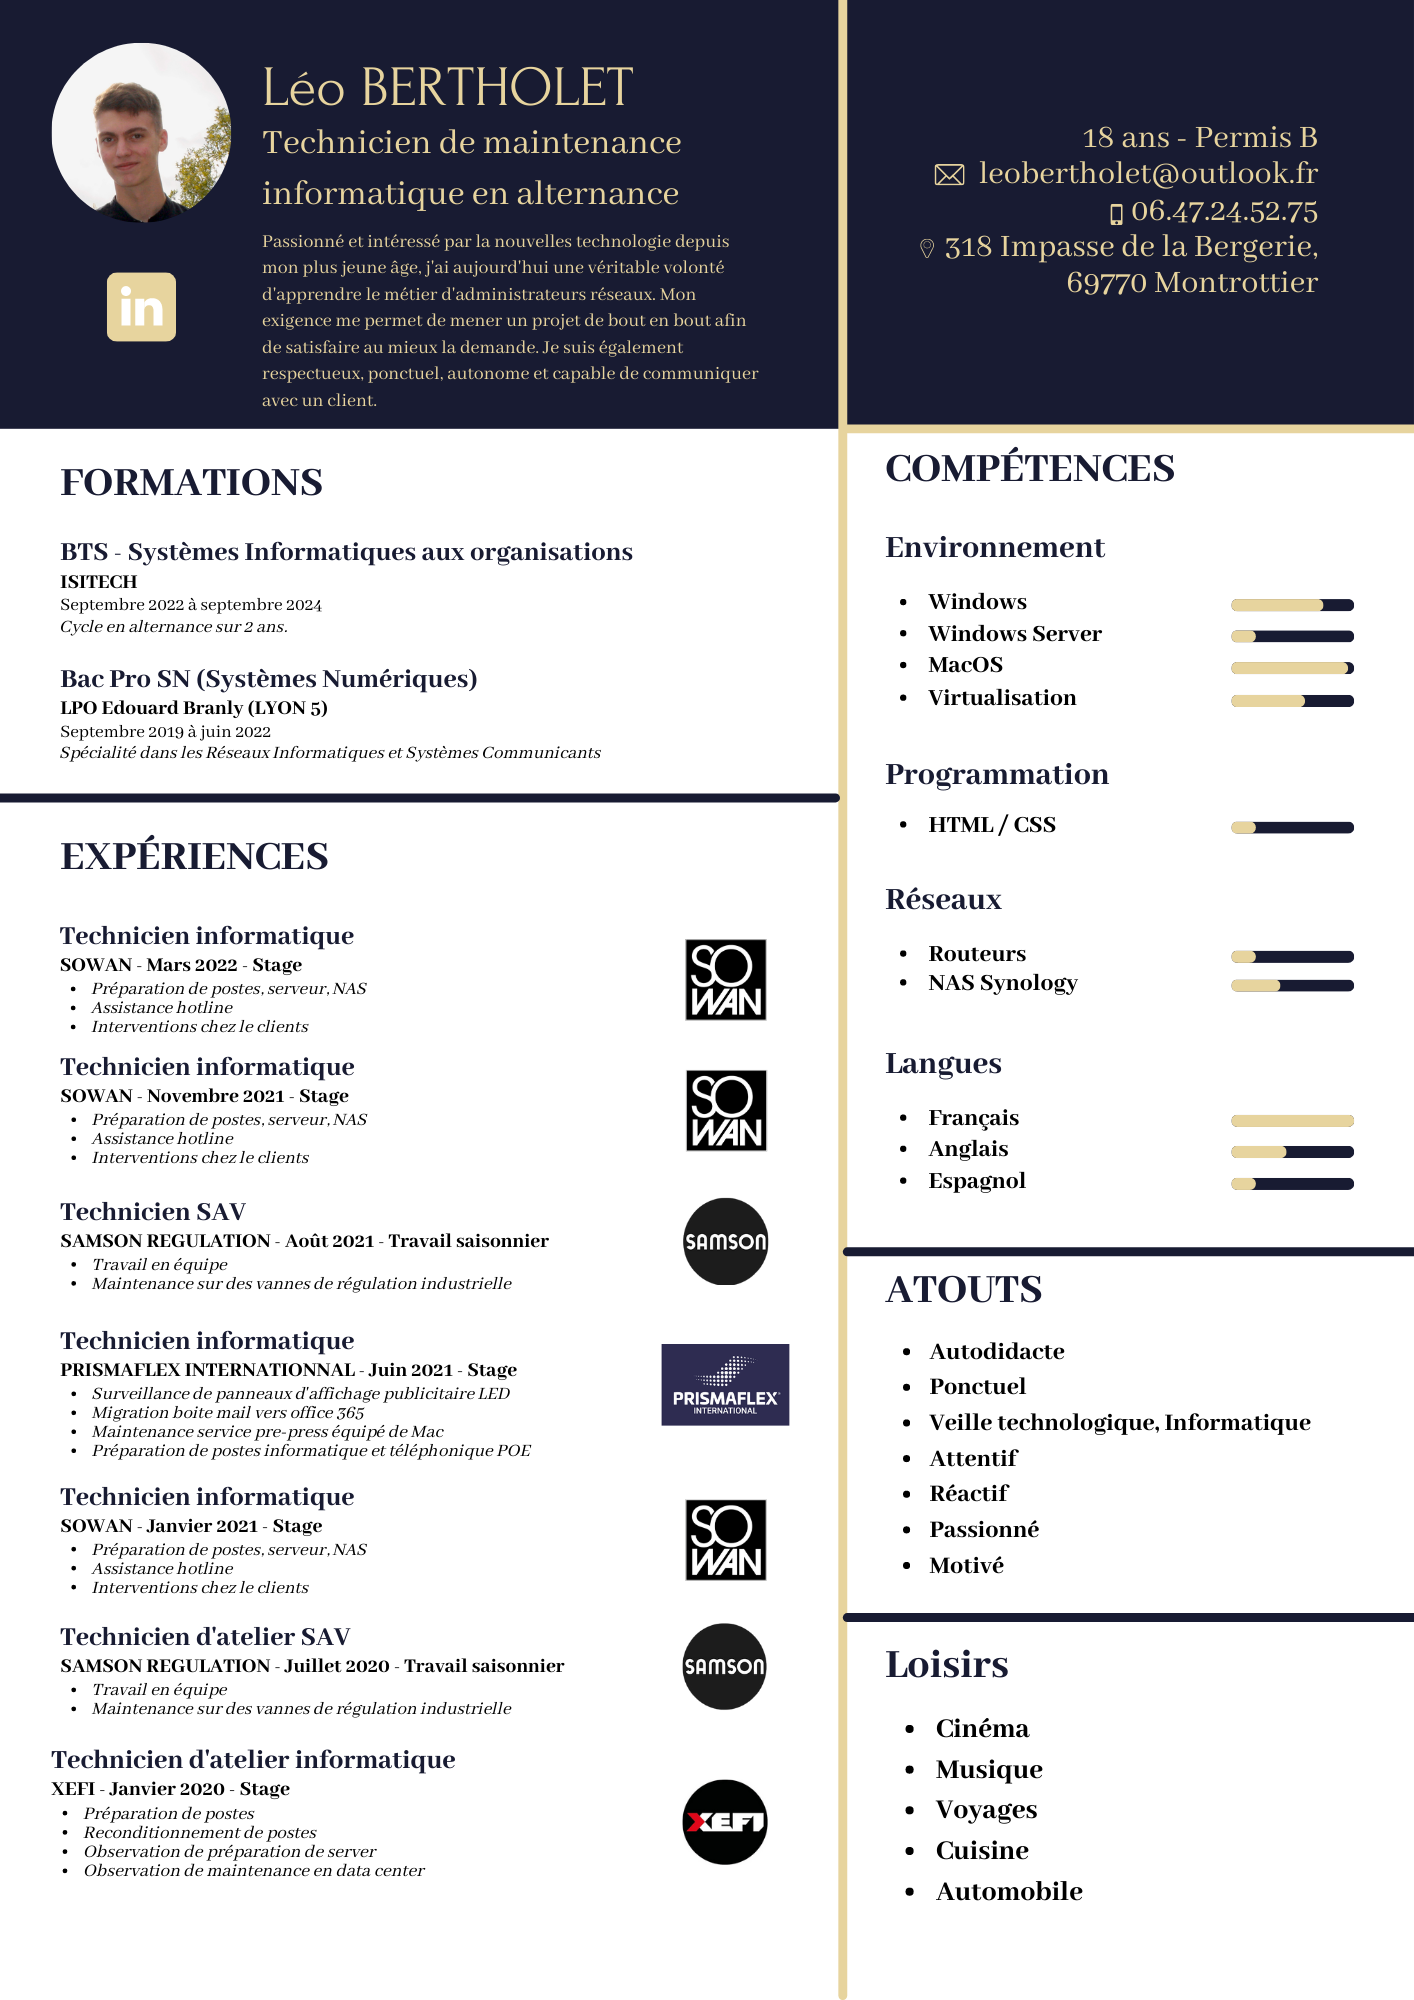 Léo BERTHOLET
Technicien de maintenance
informatique en alternance
Passionné et intéressé par la nouvelles technologie depuis
mon plus jeune âge, j'ai aujourd'hui une véritable volonté
d'apprendre le métier d'administrateurs réseaux. Mon
exigence me permet de mener un projet de bout en bout afin
de satisfaire au mieux la demande. Je suis également
respectueux, ponctuel, autonome et capable de communiquer
avec un client.
in
18 ans - Permis B
leobertholet@outlook.fr
06.47.24.52.75
318 Impasse de la Bergerie,
69770 Montrottier
FORMATIONS
BTS - Systèmes Informatiques aux organisations
ISITECH
Septembre 2022 à septembre 2024
Cycle en alternance sur 2 ans.
Bac Pro SN (Systèmes Numériques)
LPO Edouard Branly (LYON 5)
Septembre 2019 à juin 2022
Spécialité dans les Réseaux Informatiques et Systèmes Communicants
EXPÉRIENCES
Technicien informatique
SOWAN - Mars 2022 - Stage
• Préparation de postes, serveur, NAS
• Assistance hotline
• Interventions chez le clients
SO
WAN
Technicien informatique
SOWAN - Novembre 2021 - Stage
• Préparation de postes, serveur, NAS
• Assistance hotline
• Interventions chez le clients
SO
WAN
Technicien SAV
SAMSON REGULATION - Août 2021 - Travail saisonnier
• Travail en équipe
• Maintenance sur des vannes de régulation industrielle
SAMSON
Technicien informatique
PRISMAFLEX INTERNATIONNAL - Juin 2021 - Stage
• Surveillance de panneaux d'affichage publicitaire LED
• Migration boite mail vers office 365
• Maintenance service pre-press équipé de Mac
• Préparation de postes informatique et téléphonique POE
PRISMAFLEX
INTERNATIONAL
Technicien informatique
SOWAN - Janvier 2021 - Stage
• Préparation de postes, serveur, NAS
• Assistance hotline
• Interventions chez le clients
SO
WAN
Technicien d'atelier SAV
SAMSON REGULATION - Juillet 2020 - Travail saisonnier
• Travail en équipe
• Maintenance sur des vannes de régulation industrielle
SAMSON
Technicien d'atelier informatique
XEFI - Janvier 2020 - Stage
• Préparation de postes
• Reconditionnement de postes
• Observation de préparation de server
• Observation de maintenance en data center
XEFI
COMPÉTENCES
Environnement
• Windows
• Windows Server
• MacOS
• Virtualisation
Programmation
• HTML / CSS
Réseaux
• Routeurs
• NAS Synology
Langues
• Français
• Anglais
• Espagnol
ATOUTS
• Autodidacte
• Ponctuel
• Veille technologique, Informatique
• Attentif
• Réactif
• Passionné
• Motivé
Loisirs
• Cinéma
• Musique
• Voyages
• Cuisine
• Automobile